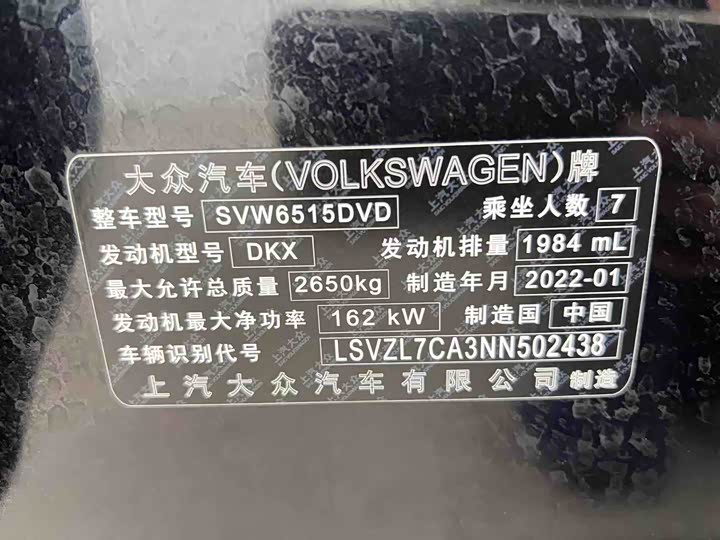 大众汽车(VOLKSWAGEN)牌
整车型号 SVW6515DVD 乘坐人数 7
发动机型号 DKX 发动机排量 1984 mL
最大允许总质量 2650kg 制造年月 2022-01
发动机最大净功率 162 kW 制造国 中国
车辆识别代号 LSVZL7CA3NN502438
上汽大众汽车有限公司 制造